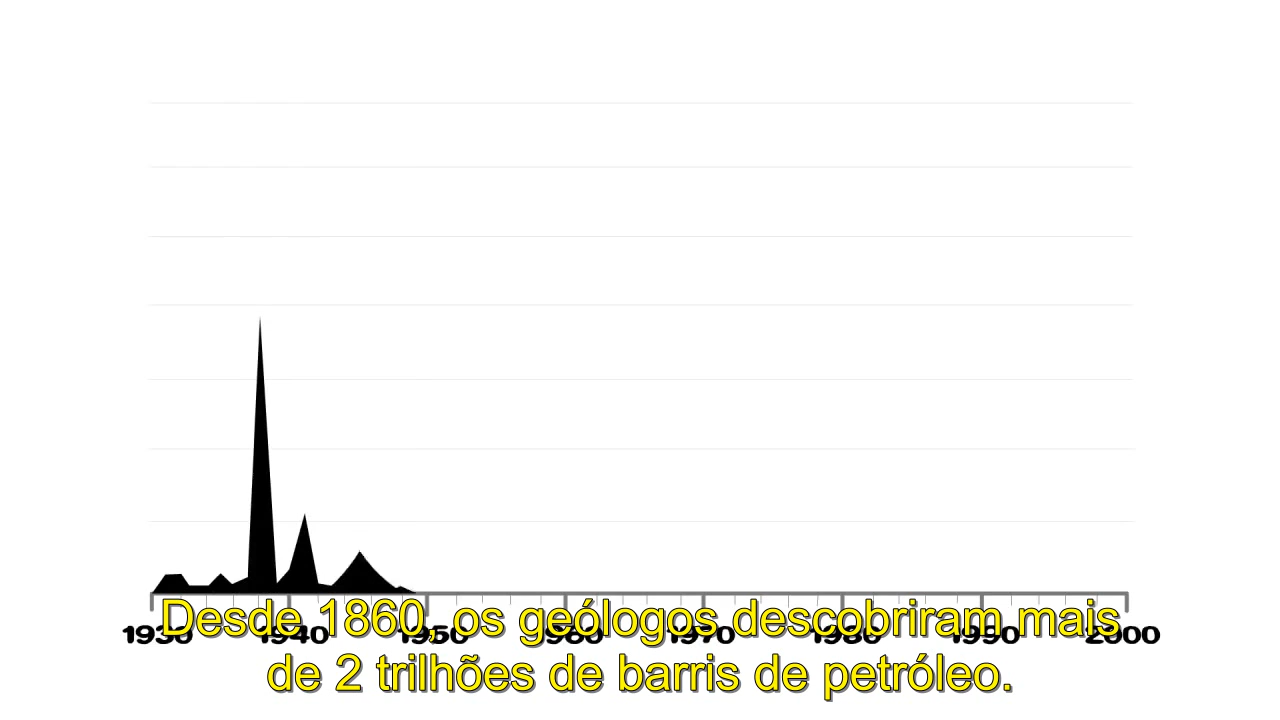 1930 1940 1950 1960 1970 1980 1990 2000
Desde 1860, os geólogos descobriram mais
de 2 trilhões de barris de petróleo.